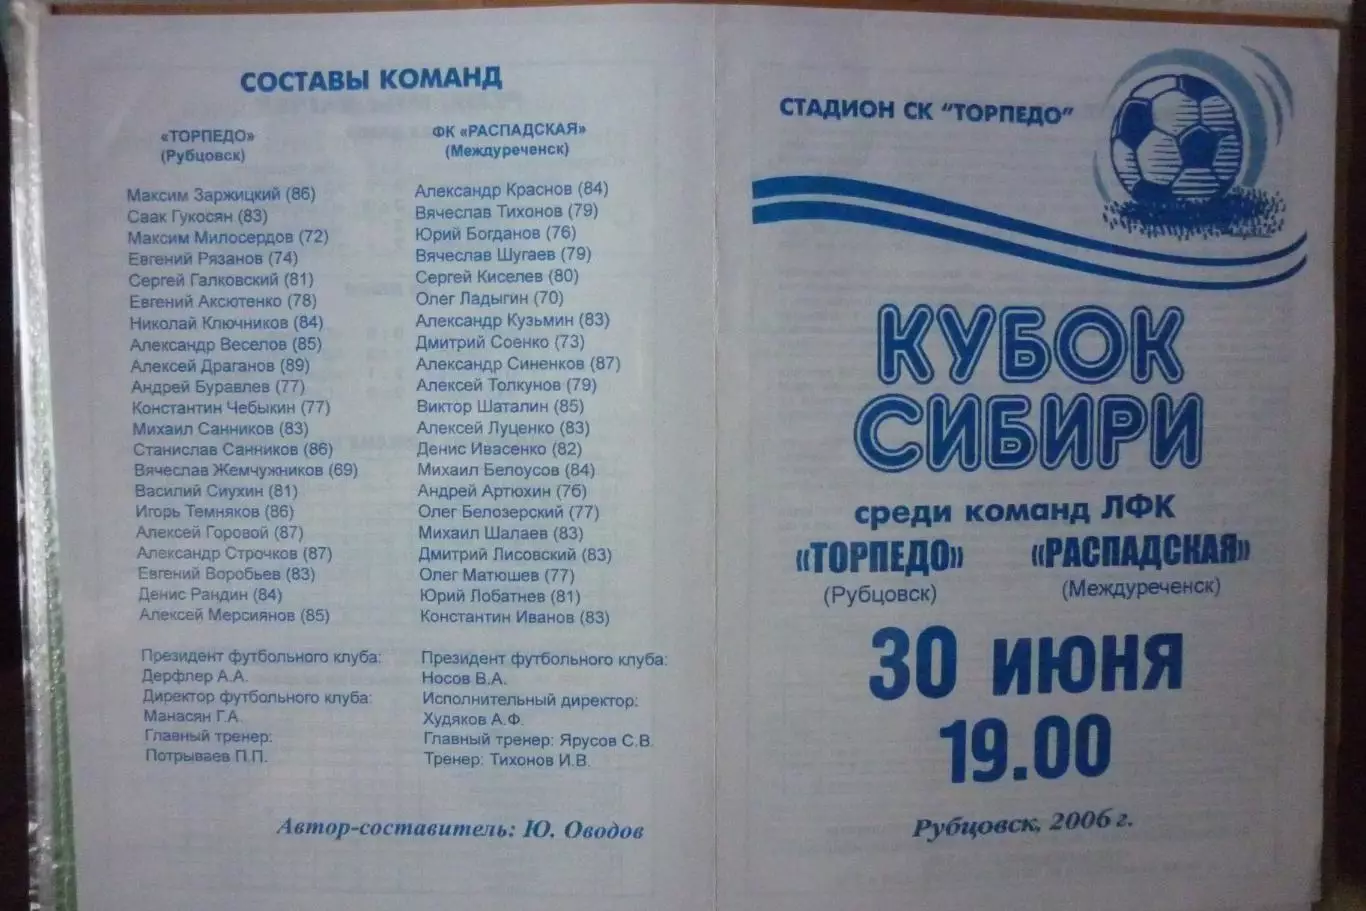 СОСТАВЫ КОМАНД
«ТОРПЕДО»
(Рубцовск)
Максим Заржицкий (86)
Саак Гукосян (83)
Максим Милосердов (72)
Евгений Рязанов (74)
Сергей Галковский (81)
Евгений Аксютенко (78)
Николай Ключников (84)
Александр Веселов (85)
Алексей Драганов (89)
Андрей Буравлев (77)
Константин Чебыкин (77)
Михаил Санников (83)
Станислав Санников (86)
Вячеслав Жемчужников (69)
Василий Сиухин (81)
Игорь Темняков (86)
Алексей Горовой (87)
Александр Строчков (87)
Евгений Воробьев (83)
Денис Рандин (84)
Алексей Мерсиянов (85)
Президент футбольного клуба:
Дерфлер А.А.
Директор футбольного клуба:
Манасян Г.А.
Главный тренер:
Потрываев П.П.
ФК «РАСПАДСКАЯ»
(Междуреченск)
Александр Краснов (84)
Вячеслав Тихонов (79)
Юрий Богданов (76)
Вячеслав Шугаев (79)
Сергей Киселев (80)
Олег Ладыгин (70)
Александр Кузьмин (83)
Дмитрий Соенко (73)
Александр Синенков (87)
Алексей Толкунов (79)
Виктор Шаталин (85)
Алексей Луценко (83)
Денис Ивасенко (82)
Михаил Белоусов (84)
Андрей Артюхин (76)
Олег Белозерский (77)
Михаил Шалаев (83)
Дмитрий Лисовский (83)
Олег Матюшев (77)
Юрий Лобатнев (81)
Константин Иванов (83)
Президент футбольного клуба:
Носов В.А.
Исполнительный директор:
Худяков А.Ф.
Главный тренер: Ярусов С.В.
Тренер: Тихонов И.В.
Автор-составитель: Ю. Оводов
СТАДИОН СК "ТОРПЕДО"
КУБОК
СИБИРИ
среди команд ЛФК
«ТОРПЕДО» «РАСПАДСКАЯ»
(Рубцовск) (Междуреченск)
30 ИЮНЯ
19.00
Рубцовск, 2006 г.